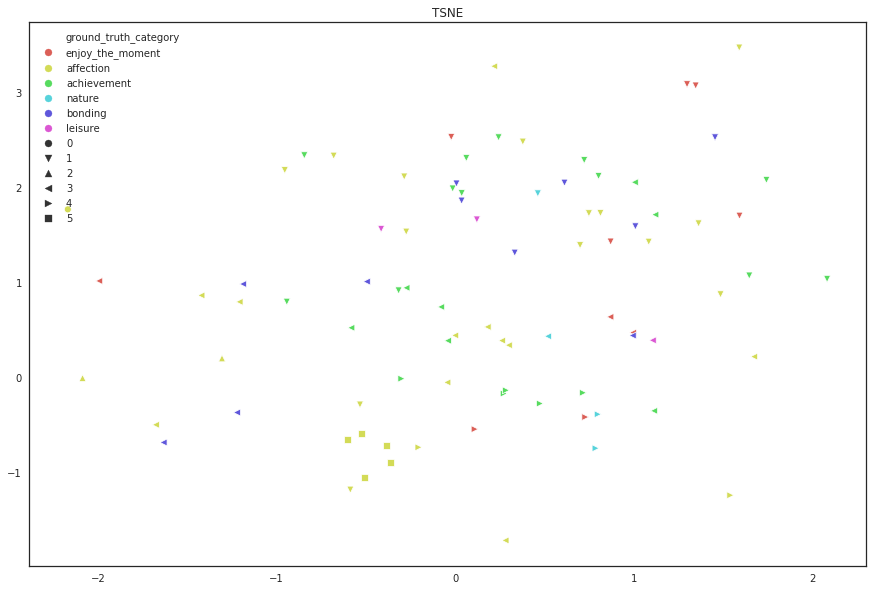 TSNE
ground_truth_category
enjoy_the_moment
affection
achievement
nature
bonding
leisure
0
1
2
3
4
5
3
2
1
0
−1
−2
−1
0
1
2